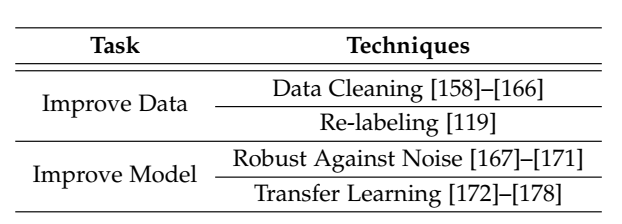 Task Techniques
Improve Data
Data Cleaning [158]–[166]
Re-labeling [119]
Improve Model
Robust Against Noise [167]–[171]
Transfer Learning [172]–[178]